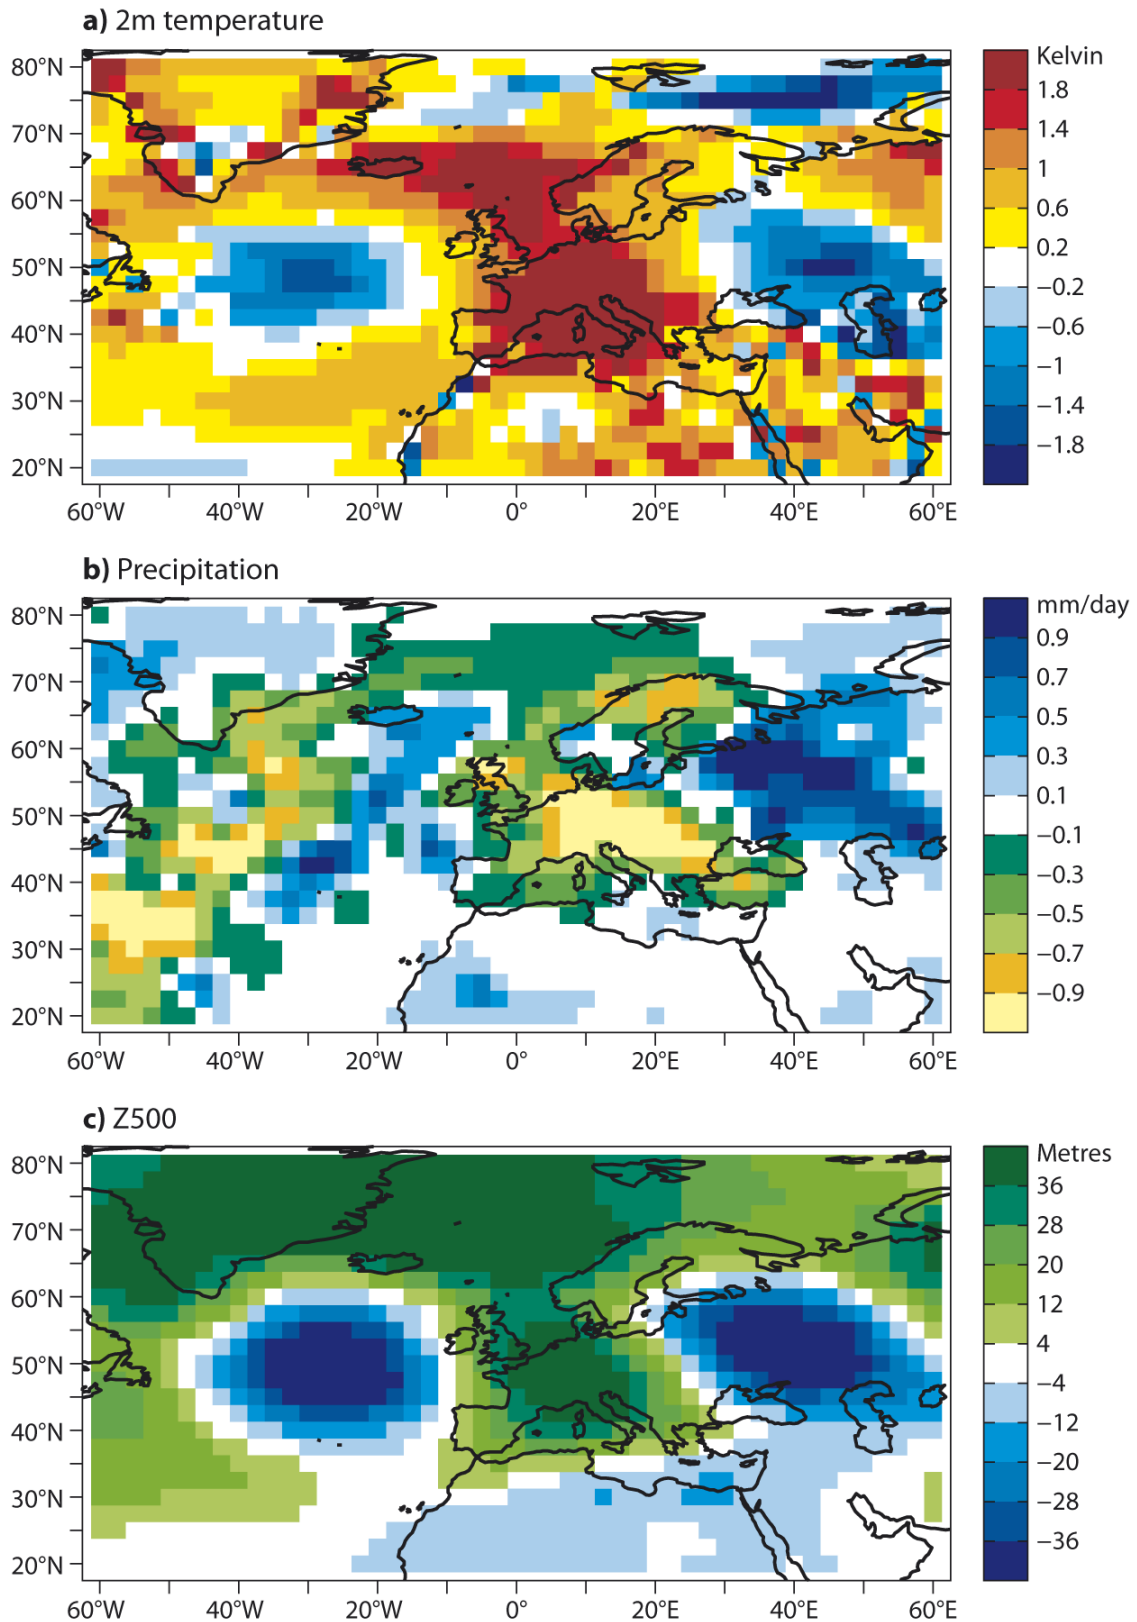 a) 2m temperature
Kelvin
80°N
70°N
60°N
50°N
40°N
30°N
20°N
60°W 40°W 20°W 0° 20°E 40°E 60°E
1.8
1.4
1
0.6
0.2
−0.2
−0.6
−1
−1.4
−1.8
b) Precipitation
mm/day
80°N
70°N
60°N
50°N
40°N
30°N
20°N
60°W 40°W 20°W 0° 20°E 40°E 60°E
0.9
0.7
0.5
0.3
0.1
−0.1
−0.3
−0.5
−0.7
−0.9
c) Z500
Metres
80°N
70°N
60°N
50°N
40°N
30°N
20°N
60°W 40°W 20°W 0° 20°E 40°E 60°E
36
28
20
12
4
−4
−12
−20
−28
−36